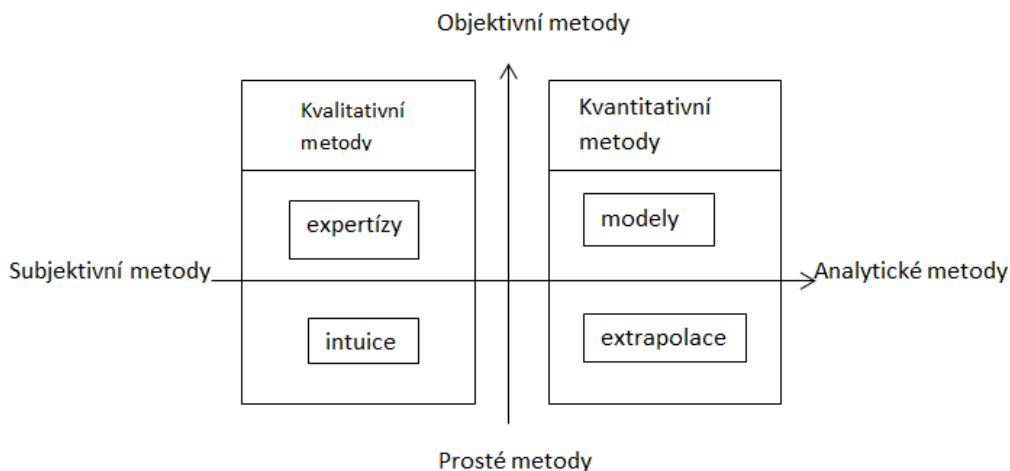 Objektivní metody
Kvalitativní
metody
Kvantitativní
metody
expertízy
modely
Subjektivní metody
Analytické metody
intuice
extrapolace
Prosté metody